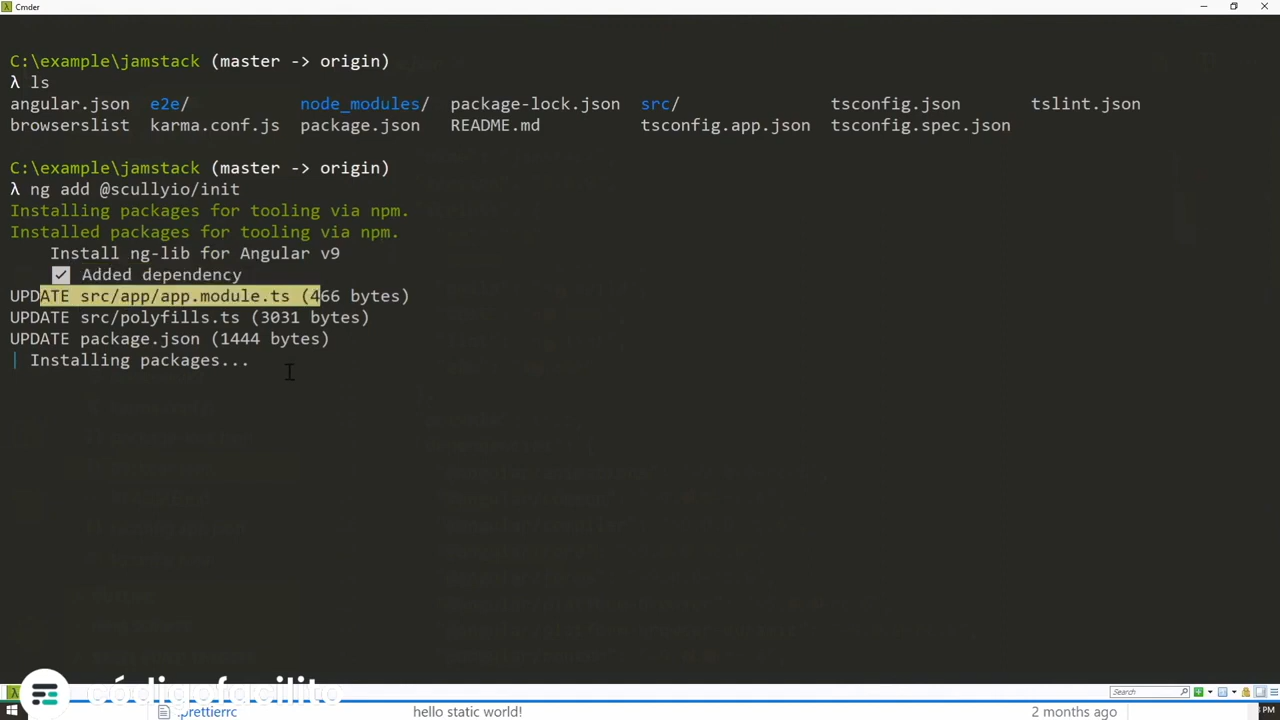 Cmder
C:\example\jamstack (master -> origin)
λ ls
angular.json e2e/ node_modules/ package-lock.json src/ tsconfig.json tslint.json
browserslist karma.conf.js package.json README.md tsconfig.app.json tsconfig.spec.json
C:\example\jamstack (master -> origin)
λ ng add @scullyio/init
Installing packages for tooling via npm.
Installed packages for tooling via npm.
Install ng-lib for Angular v9
✓ Added dependency
UPDATE src/app/app.module.ts (466 bytes)
UPDATE src/polyfills.ts (3031 bytes)
UPDATE package.json (1444 bytes)
| Installing packages...
códigofacilito
Search
.prettierrc hello static world! 2 months ago